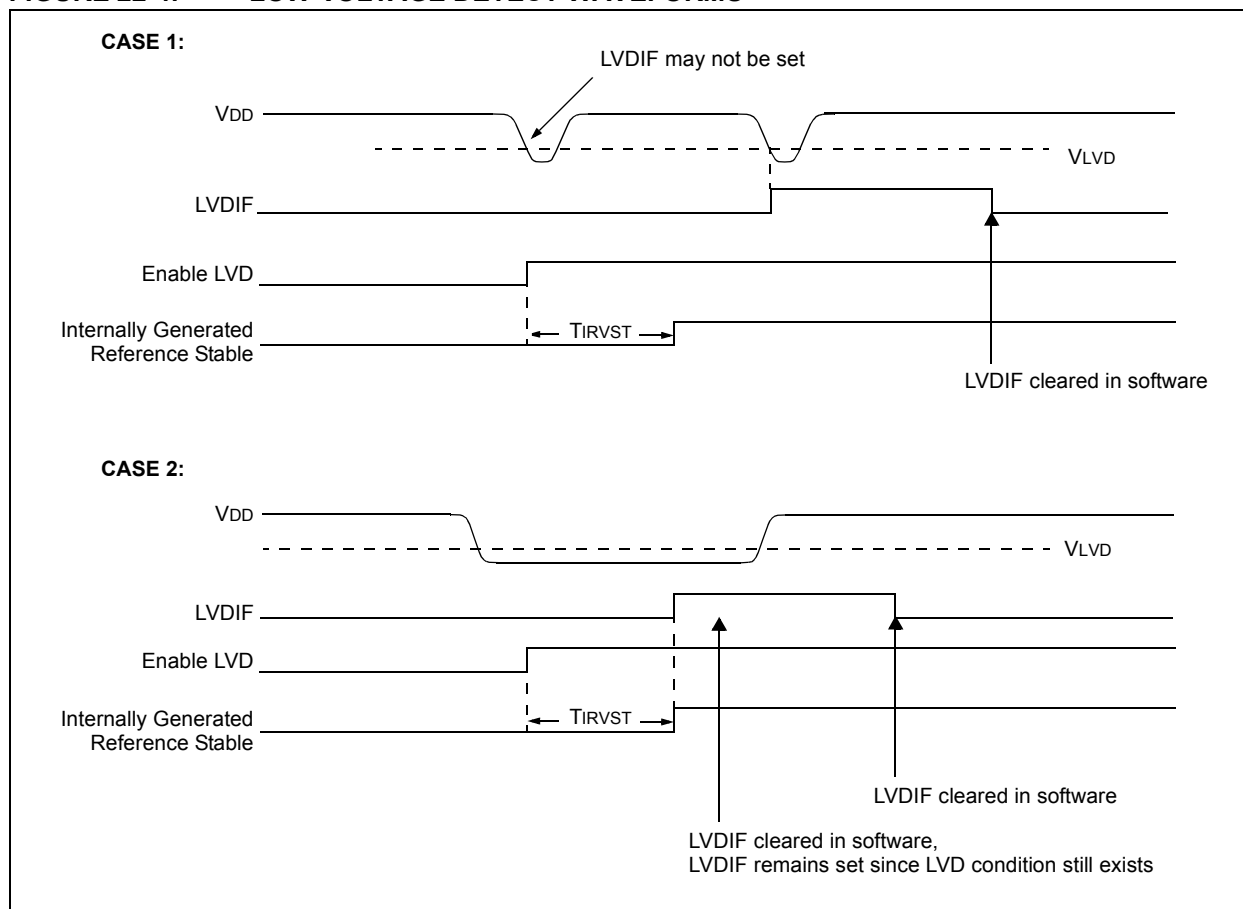 CASE 1:
LVDIF may not be set
VDD
VLVD
LVDIF
Enable LVD
Internally Generated
Reference Stable
TIRVST
LVDIF cleared in software
CASE 2:
VDD
VLVD
LVDIF
Enable LVD
Internally Generated
Reference Stable
TIRVST
LVDIF cleared in software
LVDIF cleared in software,
LVDIF remains set since LVD condition still exists